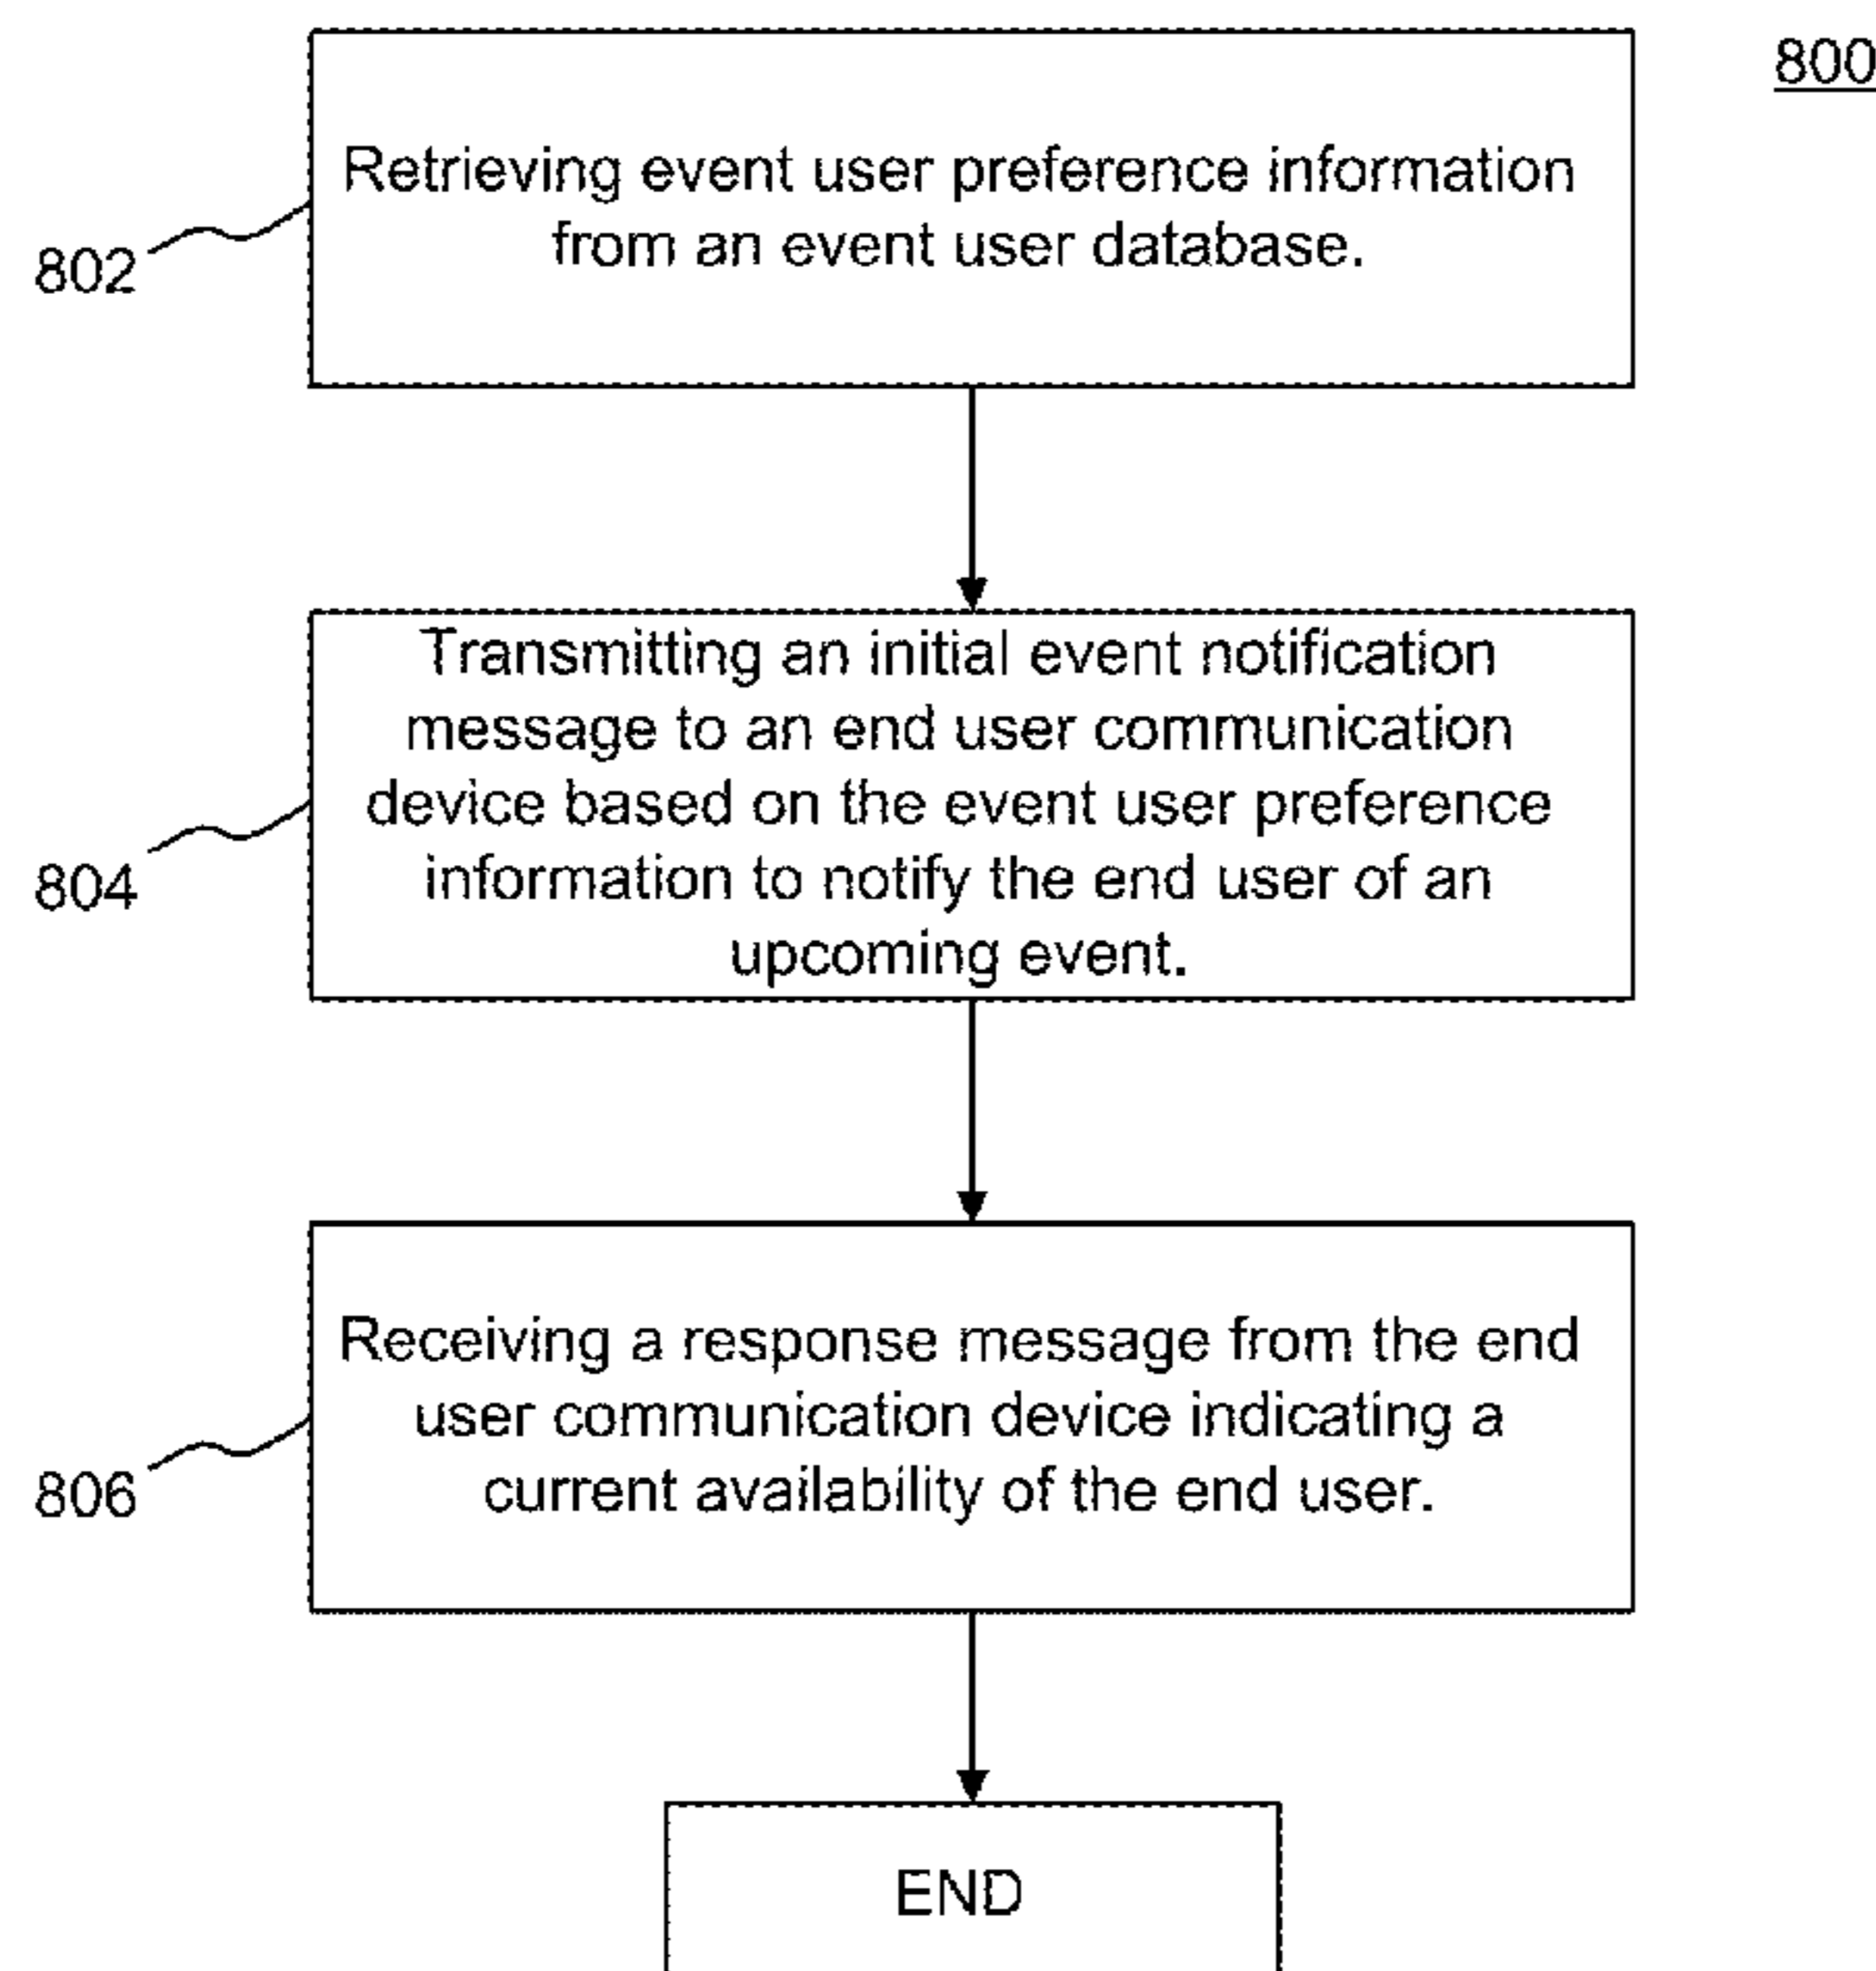 800
Retrieving event user preference information
from an event user database.
802
Transmitting an initial event notification
message to an end user communication
device based on the event user preference
information to notify the end user of an
upcoming event.
804
Receiving a response message from the end
user communication device indicating a
current availability of the end user.
806
END